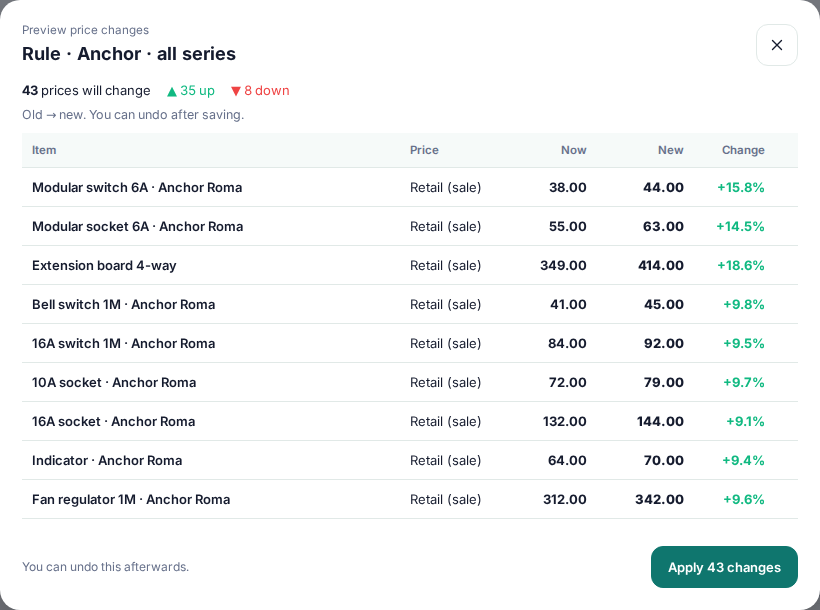 Preview price changes
Rule · Anchor · all series
43 prices will change ▲ 35 up ▼ 8 down
Old → new. You can undo after saving.
Item Price Now New Change
Modular switch 6A · Anchor Roma Retail (sale) 38.00 44.00 +15.8%
Modular socket 6A · Anchor Roma Retail (sale) 55.00 63.00 +14.5%
Extension board 4-way Retail (sale) 349.00 414.00 +18.6%
Bell switch 1M · Anchor Roma Retail (sale) 41.00 45.00 +9.8%
16A switch 1M · Anchor Roma Retail (sale) 84.00 92.00 +9.5%
10A socket · Anchor Roma Retail (sale) 72.00 79.00 +9.7%
16A socket · Anchor Roma Retail (sale) 132.00 144.00 +9.1%
Indicator · Anchor Roma Retail (sale) 64.00 70.00 +9.4%
Fan regulator 1M · Anchor Roma Retail (sale) 312.00 342.00 +9.6%
You can undo this afterwards. Apply 43 changes